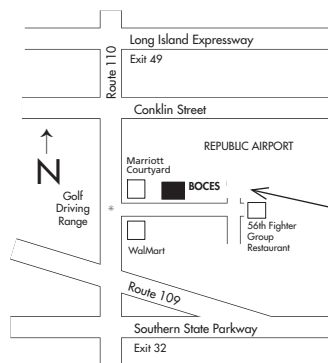 Long Island Expressway
Exit 49
Route 110
Conklin Street
REPUBLIC AIRPORT
N
Marriott
Courtyard
BOCES
Golf
Driving
Range
*
56th Fighter
Group
Restaurant
WalMart
Route 109
Southern State Parkway
Exit 32